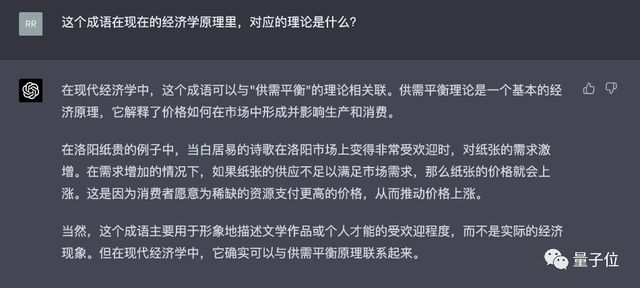 RR
这个成语在现在的经济学原理里，对应的理论是什么?
在现代经济学中，这个成语可以与"供需平衡"的理论相关联。供需平衡理论是一个基本的经
济原理，它解释了价格如何在市场中形成并影响生产和消费。
在洛阳纸贵的例子中，当白居易的诗歌在洛阳市场上变得非常受欢迎时，对纸张的需求激
增。在需求增加的情况下，如果纸张的供应不足以满足市场需求，那么纸张的价格就会上
涨。这是因为消费者愿意为稀缺的资源支付更高的价格，从而推动价格上涨。
当然，这个成语主要用于形象地描述文学作品或个人才能的受欢迎程度，而不是实际的经济
现象。但在现代经济学中，它确实可以与供需平衡原理联系起来。
量子位